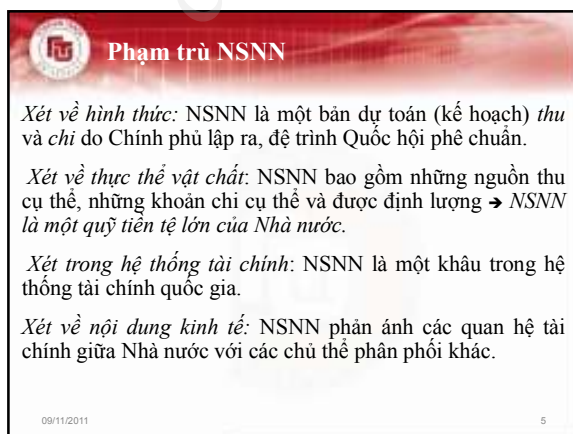 Phạm trù NSNN
Xét về hình thức: NSNN là một bản dự toán (kế hoạch) thu
và chi do Chính phủ lập ra, đệ trình Quốc hội phê chuẩn.
Xét về thực thể vật chất: NSNN bao gồm những nguồn thu
cụ thể, những khoản chi cụ thể và được định lượng ➔ NSNN
là một quỹ tiền tệ lớn của Nhà nước.
Xét trong hệ thống tài chính: NSNN là một khâu trong hệ
thống tài chính quốc gia.
Xét về nội dung kinh tế: NSNN phản ánh các quan hệ tài
chính giữa Nhà nước với các chủ thể phân phối khác.
09/11/2011
5